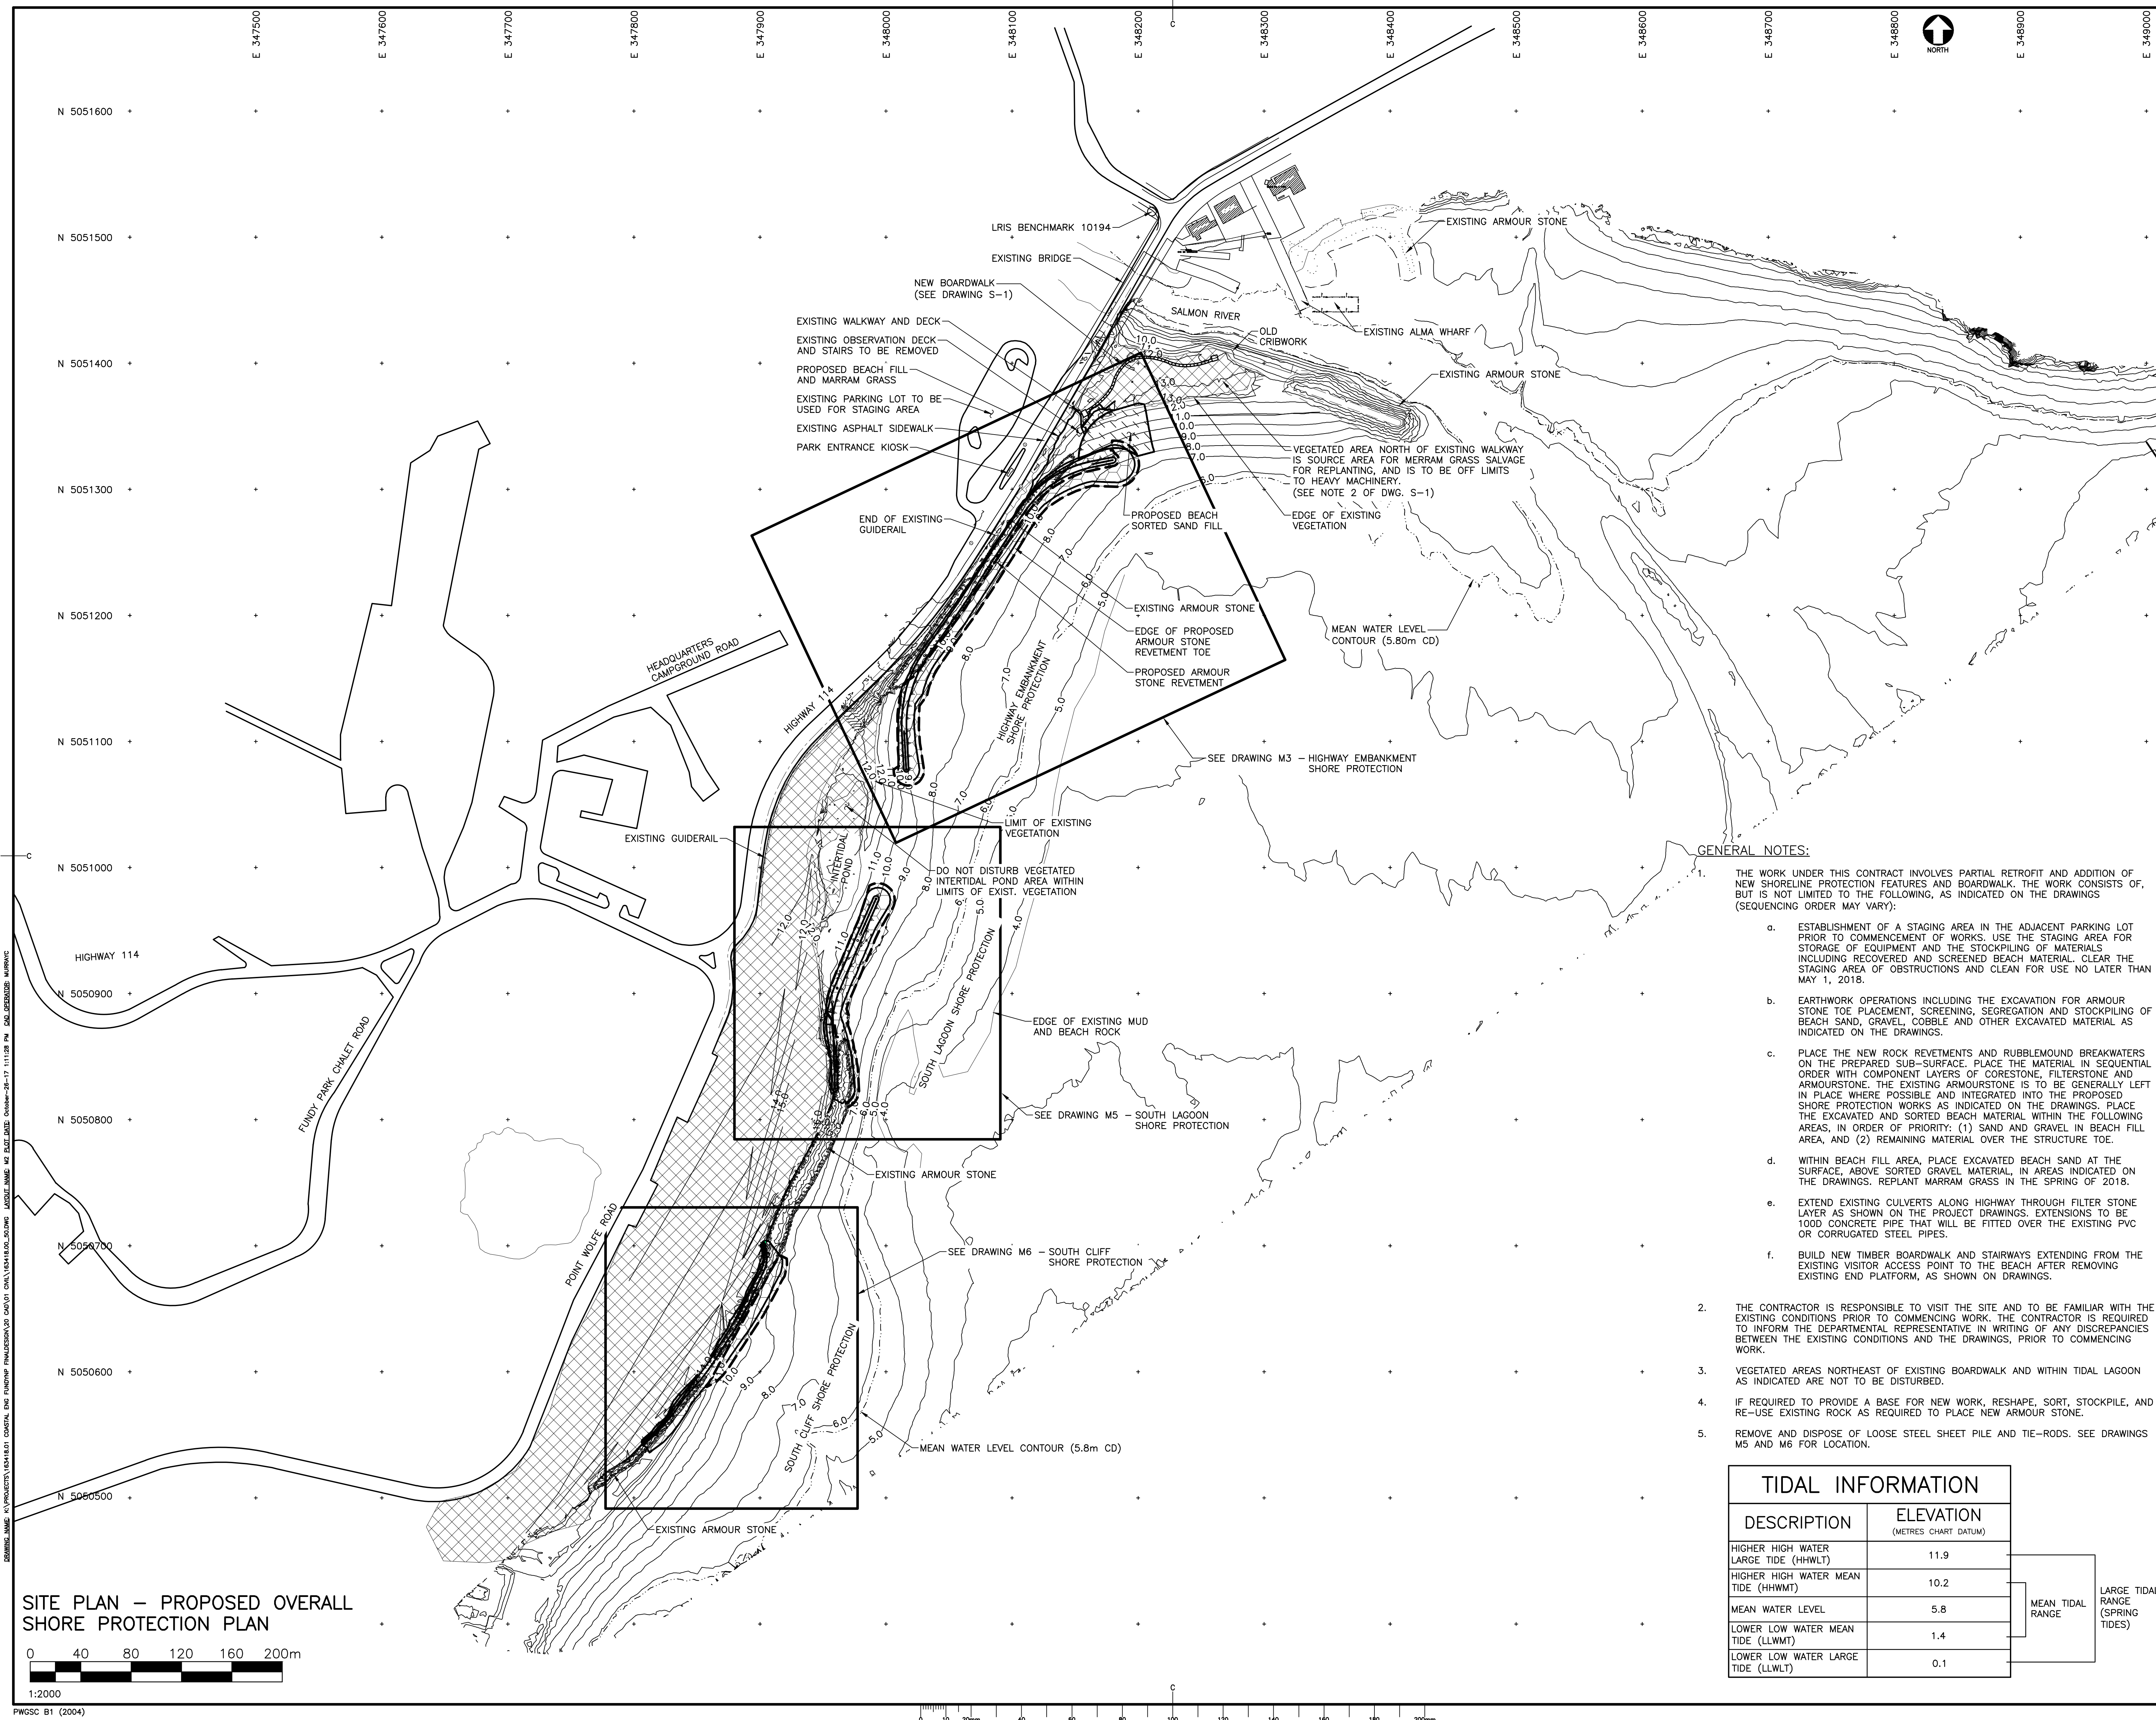 E 347500
E 347600
E 347700
E 347800
E 347900
E 348000
E 348100
C
E 348200
E 348300
E 348400
E 348500
E 348600
E 348700
E 348800
E 348900
E 349000
NORTH
N 5051600
N 5051500
N 5051400
N 5051300
N 5051200
N 5051100
N 5051000
N 5050900
N 5050800
N 5050700
N 5050600
N 5050500
C
LRIS BENCHMARK 10194
EXISTING BRIDGE
NEW BOARDWALK
(SEE DRAWING S-1)
EXISTING WALKWAY AND DECK
EXISTING OBSERVATION DECK
AND STAIRS TO BE REMOVED
PROPOSED BEACH FILL
AND MARRAM GRASS
EXISTING PARKING LOT TO BE
USED FOR STAGING AREA
EXISTING ASPHALT SIDEWALK
PARK ENTRANCE KIOSK
END OF EXISTING
GUIDERAIL
EXISTING ARMOUR STONE
SALMON RIVER
OLD
CRIBWORK
EXISTING ALMA WHARF
EXISTING ARMOUR STONE
VEGETATED AREA NORTH OF EXISTING WALKWAY
IS SOURCE AREA FOR MERRAM GRASS SALVAGE
FOR REPLANTING, AND IS TO BE OFF LIMITS
TO HEAVY MACHINERY.
(SEE NOTE 2 OF DWG. S-1)
PROPOSED BEACH
SORTED SAND FILL
EDGE OF EXISTING
VEGETATION
EXISTING ARMOUR STONE
EDGE OF PROPOSED
ARMOUR STONE
REVETMENT TOE
PROPOSED ARMOUR
STONE REVETMENT
MEAN WATER LEVEL
CONTOUR (5.80m CD)
HEADQUARTERS
CAMPGROUND ROAD
HIGHWAY 114
HIGHWAY EMBANKMENT
SHORE PROTECTION
SEE DRAWING M3 - HIGHWAY EMBANKMENT
SHORE PROTECTION
LIMIT OF EXISTING
VEGETATION
EXISTING GUIDERAIL
INTERTIDAL
POND
DO NOT DISTURB VEGETATED
INTERTIDAL POND AREA WITHIN
LIMITS OF EXIST. VEGETATION
HIGHWAY 114
FUNDY PARK CHALET ROAD
SOUTH LAGOON SHORE PROTECTION
EDGE OF EXISTING MUD
AND BEACH ROCK
SEE DRAWING M5 - SOUTH LAGOON
SHORE PROTECTION
EXISTING ARMOUR STONE
POINT WOLFE ROAD
SEE DRAWING M6 - SOUTH CLIFF
SHORE PROTECTION
SOUTH CLIFF SHORE PROTECTION
MEAN WATER LEVEL CONTOUR (5.8m CD)
EXISTING ARMOUR STONE
GENERAL NOTES:
1. THE WORK UNDER THIS CONTRACT INVOLVES PARTIAL RETROFIT AND ADDITION OF
NEW SHORELINE PROTECTION FEATURES AND BOARDWALK. THE WORK CONSISTS OF,
BUT IS NOT LIMITED TO THE FOLLOWING, AS INDICATED ON THE DRAWINGS
(SEQUENCING ORDER MAY VARY):
a. ESTABLISHMENT OF A STAGING AREA IN THE ADJACENT PARKING LOT
PRIOR TO COMMENCEMENT OF WORKS. USE THE STAGING AREA FOR
STORAGE OF EQUIPMENT AND THE STOCKPILING OF MATERIALS
INCLUDING RECOVERED AND SCREENED BEACH MATERIAL. CLEAR THE
STAGING AREA OF OBSTRUCTIONS AND CLEAN FOR USE NO LATER THAN
MAY 1, 2018.
b. EARTHWORK OPERATIONS INCLUDING THE EXCAVATION FOR ARMOUR
STONE TOE PLACEMENT, SCREENING, SEGREGATION AND STOCKPILING OF
BEACH SAND, GRAVEL, COBBLE AND OTHER EXCAVATED MATERIAL AS
INDICATED ON THE DRAWINGS.
c. PLACE THE NEW ROCK REVETMENTS AND RUBBLEMOUND BREAKWATERS
ON THE PREPARED SUB-SURFACE. PLACE THE MATERIAL IN SEQUENTIAL
ORDER WITH COMPONENT LAYERS OF CORESTONE, FILTERSTONE AND
ARMOURSTONE. THE EXISTING ARMOURSTONE IS TO BE GENERALLY LEFT
IN PLACE WHERE POSSIBLE AND INTEGRATED INTO THE PROPOSED
SHORE PROTECTION WORKS AS INDICATED ON THE DRAWINGS. PLACE
THE EXCAVATED AND SORTED BEACH MATERIAL WITHIN THE FOLLOWING
AREAS, IN ORDER OF PRIORITY: (1) SAND AND GRAVEL IN BEACH FILL
AREA, AND (2) REMAINING MATERIAL OVER THE STRUCTURE TOE.
d. WITHIN BEACH FILL AREA, PLACE EXCAVATED BEACH SAND AT THE
SURFACE, ABOVE SORTED GRAVEL MATERIAL, IN AREAS INDICATED ON
THE DRAWINGS. REPLANT MARRAM GRASS IN THE SPRING OF 2018.
e. EXTEND EXISTING CULVERTS ALONG HIGHWAY THROUGH FILTER STONE
LAYER AS SHOWN ON THE PROJECT DRAWINGS. EXTENSIONS TO BE
100D CONCRETE PIPE THAT WILL BE FITTED OVER THE EXISTING PVC
OR CORRUGATED STEEL PIPES.
f. BUILD NEW TIMBER BOARDWALK AND STAIRWAYS EXTENDING FROM THE
EXISTING VISITOR ACCESS POINT TO THE BEACH AFTER REMOVING
EXISTING END PLATFORM, AS SHOWN ON DRAWINGS.
2. THE CONTRACTOR IS RESPONSIBLE TO VISIT THE SITE AND TO BE FAMILIAR WITH THE
EXISTING CONDITIONS PRIOR TO COMMENCING WORK. THE CONTRACTOR IS REQUIRED
TO INFORM THE DEPARTMENTAL REPRESENTATIVE IN WRITING OF ANY DISCREPANCIES
BETWEEN THE EXISTING CONDITIONS AND THE DRAWINGS, PRIOR TO COMMENCING
WORK.
3. VEGETATED AREAS NORTHEAST OF EXISTING BOARDWALK AND WITHIN TIDAL LAGOON
AS INDICATED ARE NOT TO BE DISTURBED.
4. IF REQUIRED TO PROVIDE A BASE FOR NEW WORK, RESHAPE, SORT, STOCKPILE, AND
RE-USE EXISTING ROCK AS REQUIRED TO PLACE NEW ARMOUR STONE.
5. REMOVE AND DISPOSE OF LOOSE STEEL SHEET PILE AND TIE-RODS. SEE DRAWINGS
M5 AND M6 FOR LOCATION.
TIDAL INFORMATION
DESCRIPTION ELEVATION
(METRES CHART DATUM)
HIGHER HIGH WATER
LARGE TIDE (HHWLT) 11.9
HIGHER HIGH WATER MEAN
TIDE (HHWMT) 10.2
MEAN WATER LEVEL 5.8
LOWER LOW WATER MEAN
TIDE (LLWMT) 1.4
LOWER LOW WATER LARGE
TIDE (LLWLT) 0.1
MEAN TIDAL
RANGE
LARGE TIDAL
RANGE
(SPRING
TIDES)
SITE PLAN - PROPOSED OVERALL
SHORE PROTECTION PLAN
0 40 80 120 160 200m
1:2000
PWGSC B1 (2004)
C
0 10 20mm 40 60 80 100 120 140 160 180 200mm